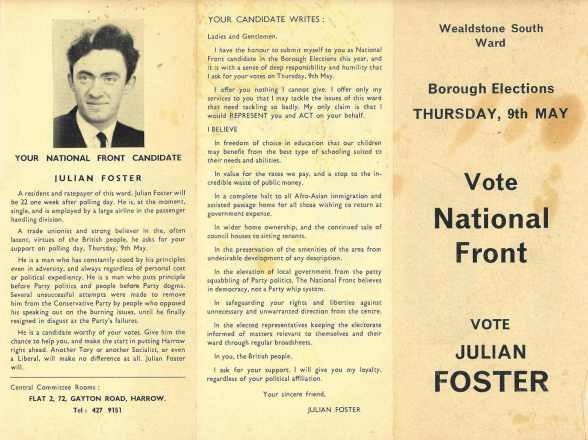 YOUR NATIONAL FRONT CANDIDATE
JULIAN FOSTER
A resident and ratepayer of this ward, Julian Foster will
be 22 one week after polling day. He is, at the moment,
single, and is employed by a large airline in the passenger
handling division.
A trade unionist and strong believer in the, often
latent, virtues of the British people, he asks for your
support on polling day, Thursday, 9th May.
He is a man who has constantly stood by his principles
even in adversity, and always regardless of personal cost
or political expediency. He is a man who puts principle
before Party politics and people before Party dogma.
Several unsuccessful attempts were made to remove
him from the Conservative Party by people who opposed
his speaking out on the burning issues, until he finally
resigned in disgust at the Party's failures.
He is a candidate worthy of your votes. Give him the
chance to help you, and make the start in putting Harrow
right ahead. Another Tory or another Socialist, or even
a Liberal, will make no difference at all. Julian Foster
will.
Central Committee Rooms :
FLAT 2, 72, GAYTON ROAD, HARROW.
Tel : 427 9151
YOUR CANDIDATE WRITES :
Ladies and Gentlemen,
I have the honour to submit myself to you as National
Front candidate in the Borough Elections this year, and
it is with a sense of deep responsibility and humility that
I ask for your votes on Thursday, 9th May.
I offer you nothing I cannot give. I offer only my
services to you that I may tackle the issues of this ward
that need tackling so badly. My only claim is that I
would REPRESENT you and ACT on your behalf.
I BELIEVE
In freedom of choice in education that our children
may benefit from the best type of schooling suited to
their needs and abilities.
In value for the rates we pay, and a stop to the in-
credible waste of public money.
In a complete halt to all Afro-Asian immigration and
assisted passage home for all those wishing to return at
government expense.
In wider home ownership, and the continued sale of
council houses to sitting tenants.
In the preservation of the amenities of the area from
undesirable development of any description.
In the elevation of local government from the petty
squabbling of Party politics. The National Front believes
in democracy, not a Party whip system.
In safeguarding your rights and liberties against
unnecessary and unwarranted direction from the centre.
In the elected representatives keeping the electorate
informed of matters relevant to themselves and their
ward through regular broadsheets.
In you, the British people.
I ask for your support. I will give you my loyalty,
regardless of your political affiliation.
Your sincere friend,
JULIAN FOSTER
Wealdstone South
Ward
Borough Elections
THURSDAY, 9th MAY
Vote
National
Front
VOTE
JULIAN
FOSTER